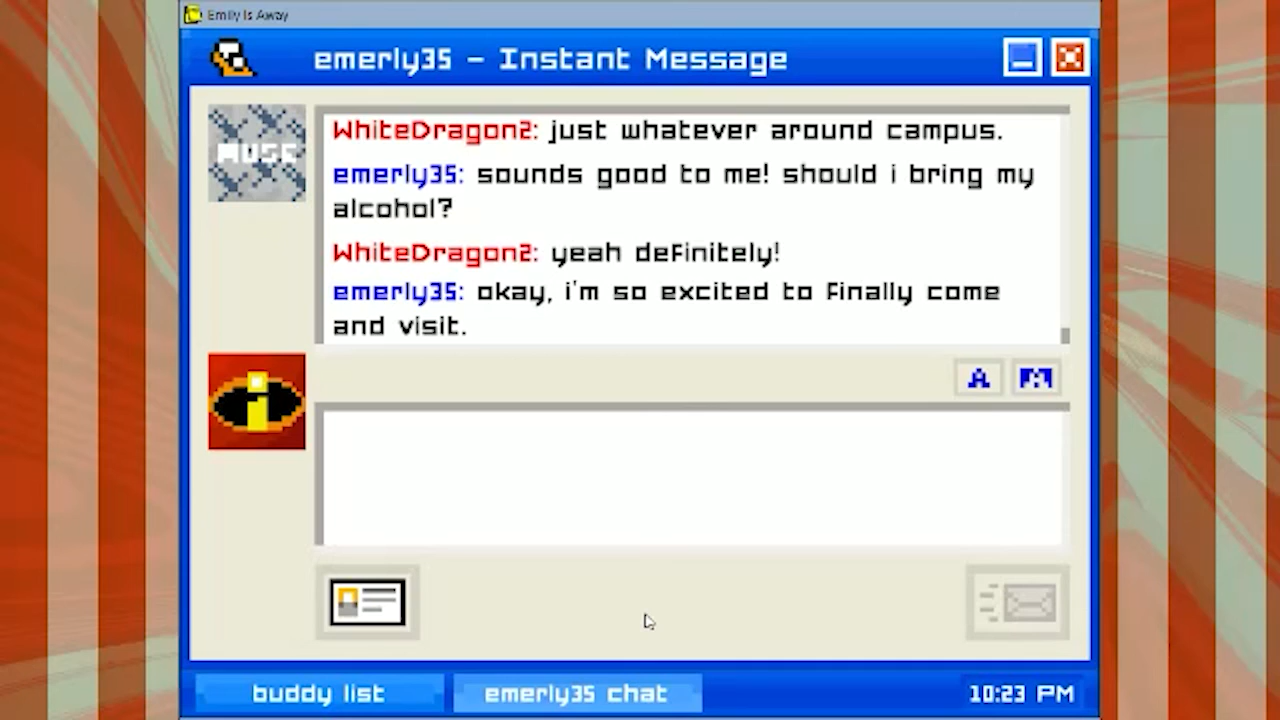 Emily is Away
emerly35 - Instant Message
MUSE
WhiteDragon2: just whatever around campus.
emerly35: sounds good to me! should i bring my
alcohol?
WhiteDragon2: yeah definitely!
emerly35: okay, i'm so excited to finally come
and visit.
i
A
buddy list
emerly35 chat
10:23 PM